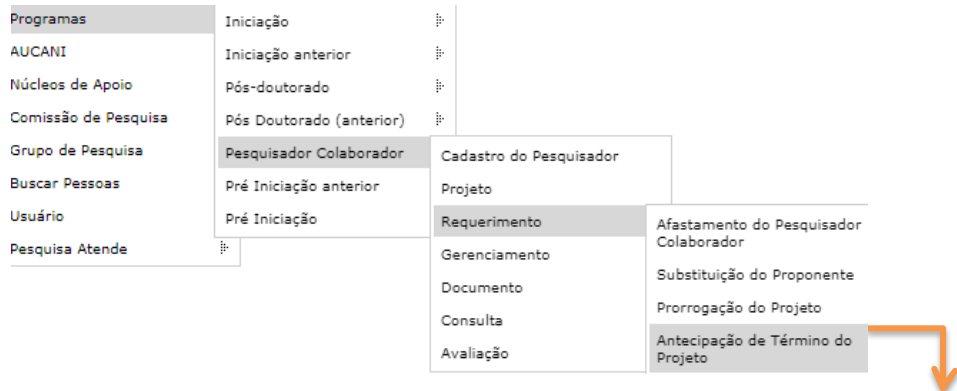 Programas
AUCANI
Núcleos de Apoio
Comissão de Pesquisa
Grupo de Pesquisa
Buscar Pessoas
Usuário
Pesquisa Atende
Iniciação
Iniciação anterior
Pós-doutorado
Pós Doutorado (anterior)
Pesquisador Colaborador
Pré Iniciação anterior
Pré Iniciação
Cadastro do Pesquisador
Projeto
Requerimento
Gerenciamento
Documento
Consulta
Avaliação
Afastamento do Pesquisador
Colaborador
Substituição do Proponente
Prorrogação do Projeto
Antecipação de Término do
Projeto